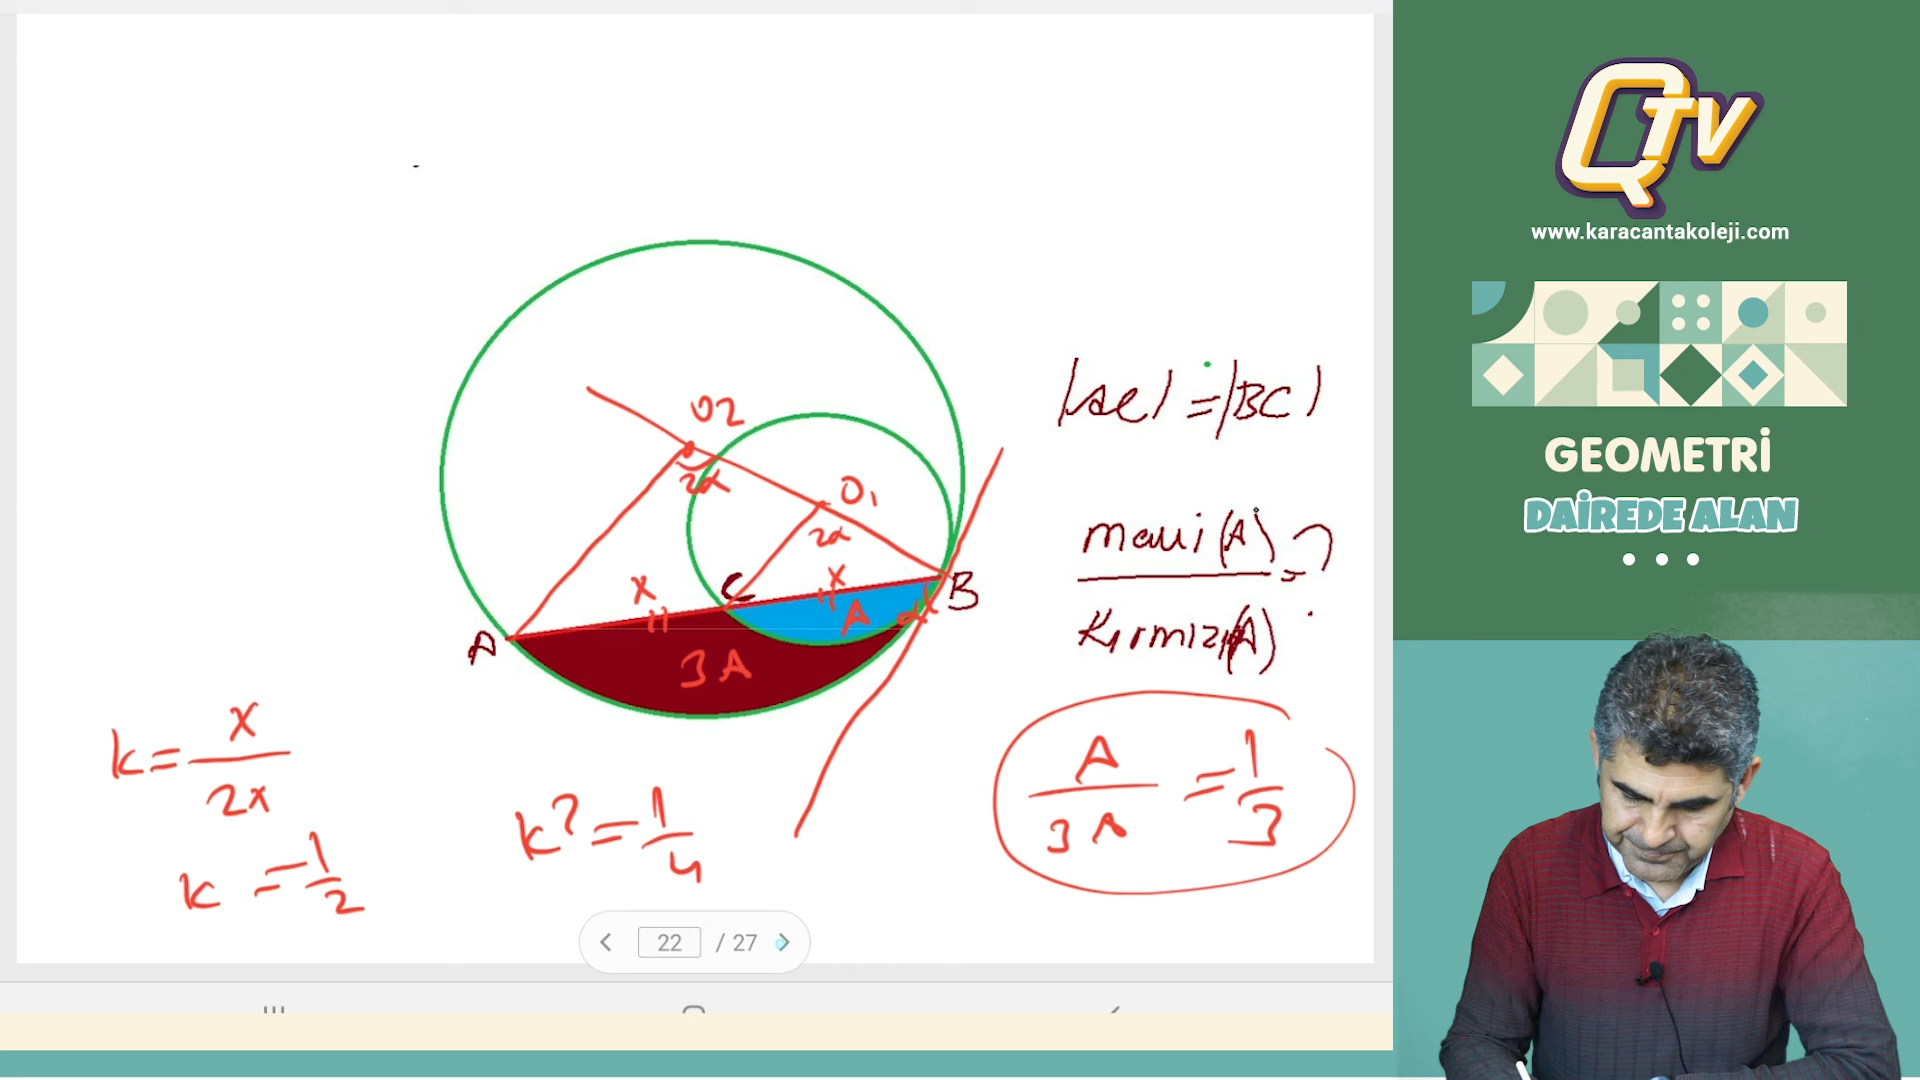 O2
2α
O1
2α
x
C
x
B
A
α
A
3A
|AC| = |BC|
mavi(A)
= ?
Kırmızı(A)
k = x
2x
k = 1
2
k² = 1
4
A
3A
= 1
3
22 / 27
QTV
www.karacantakoleji.com
GEOMETRİ
DAİREDE ALAN